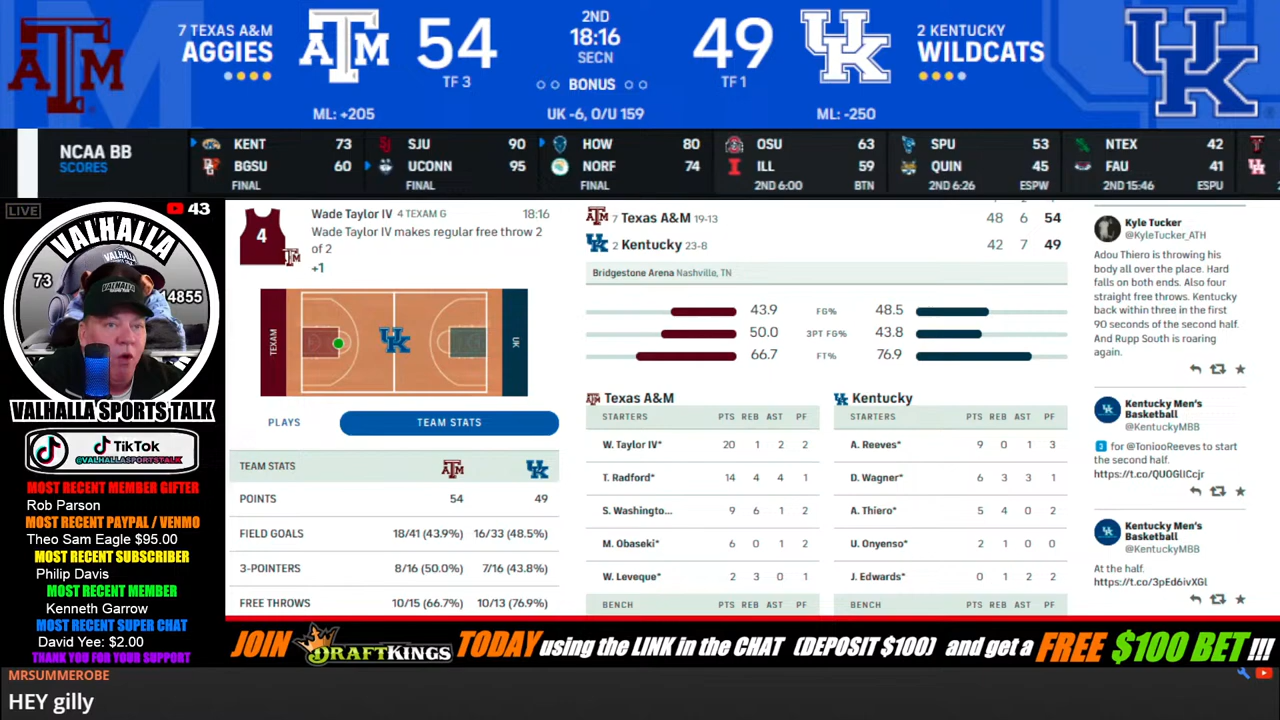 7 TEXAS A&M
AGGIES
54
TF 3
ML: +205
2ND
18:16
SECN
BONUS
UK -6, O/U 159
49
TF 1
ML: -250
2 KENTUCKY
WILDCATS
NCAA BB
SCORES
KENT 73
BGSU 60
FINAL
SJU 90
UCONN 95
FINAL
HOW 80
NORF 74
FINAL
OSU 63
ILL 59
2ND 6:00 BTN
SPU 53
QUIN 45
2ND 6:26 ESPW
NTEX 42
FAU 41
2ND 15:46 ESPU
LIVE
43
VALHALLA
73
14855
VALHALLA SPORTS TALK
TikTok
@VALHALLASPORTSTALK
MOST RECENT MEMBER GIFTER
Rob Parson
MOST RECENT PAYPAL / VENMO
Theo Sam Eagle $95.00
MOST RECENT SUBSCRIBER
Philip Davis
MOST RECENT MEMBER
Kenneth Garrow
MOST RECENT SUPER CHAT
David Yee: $2.00
THANK YOU FOR YOUR SUPPORT
4
Wade Taylor IV 4 TEXAM G 18:16
Wade Taylor IV makes regular free throw 2
of 2
+1
TEXAM
UK
PLAYS
TEAM STATS
TEAM STATS
POINTS 54 49
FIELD GOALS 18/41 (43.9%) 16/33 (48.5%)
3-POINTERS 8/16 (50.0%) 7/16 (43.8%)
FREE THROWS 10/15 (66.7%) 10/13 (76.9%)
7 Texas A&M 19-13 48 6 54
2 Kentucky 23-8 42 7 49
Bridgestone Arena Nashville, TN
43.9 FG% 48.5
50.0 3PT FG% 43.8
66.7 FT% 76.9
Texas A&M
STARTERS PTS REB AST PF
W. Taylor IV* 20 1 2 2
T. Radford* 14 4 4 1
S. Washingto... 9 6 1 2
M. Obaseki* 6 0 1 2
W. Leveque* 2 3 0 1
BENCH PTS REB AST PF
Kentucky
STARTERS PTS REB AST PF
A. Reeves* 9 0 1 3
D. Wagner* 6 3 3 1
A. Thiero* 5 4 0 2
U. Onyenso* 2 1 0 0
J. Edwards* 0 1 2 2
BENCH PTS REB AST PF
Kyle Tucker
@KyleTucker_ATH
Adou Thiero is throwing his
body all over the place. Hard
falls on both ends. Also four
straight free throws. Kentucky
back within three in the first
90 seconds of the second half.
And Rupp South is roaring
again.
Kentucky Men's
Basketball
@KentuckyMBB
3 for @ToniooReeves to start
the second half.
https://t.co/QUOGlICcjr
Kentucky Men's
Basketball
@KentuckyMBB
At the half.
https://t.co/3pEd6ivXGl
JOIN DRAFTKINGS TODAY using the LINK in the CHAT (DEPOSIT $100) and get a FREE $100 BET !!!
MRSUMMEROBE
HEY gilly